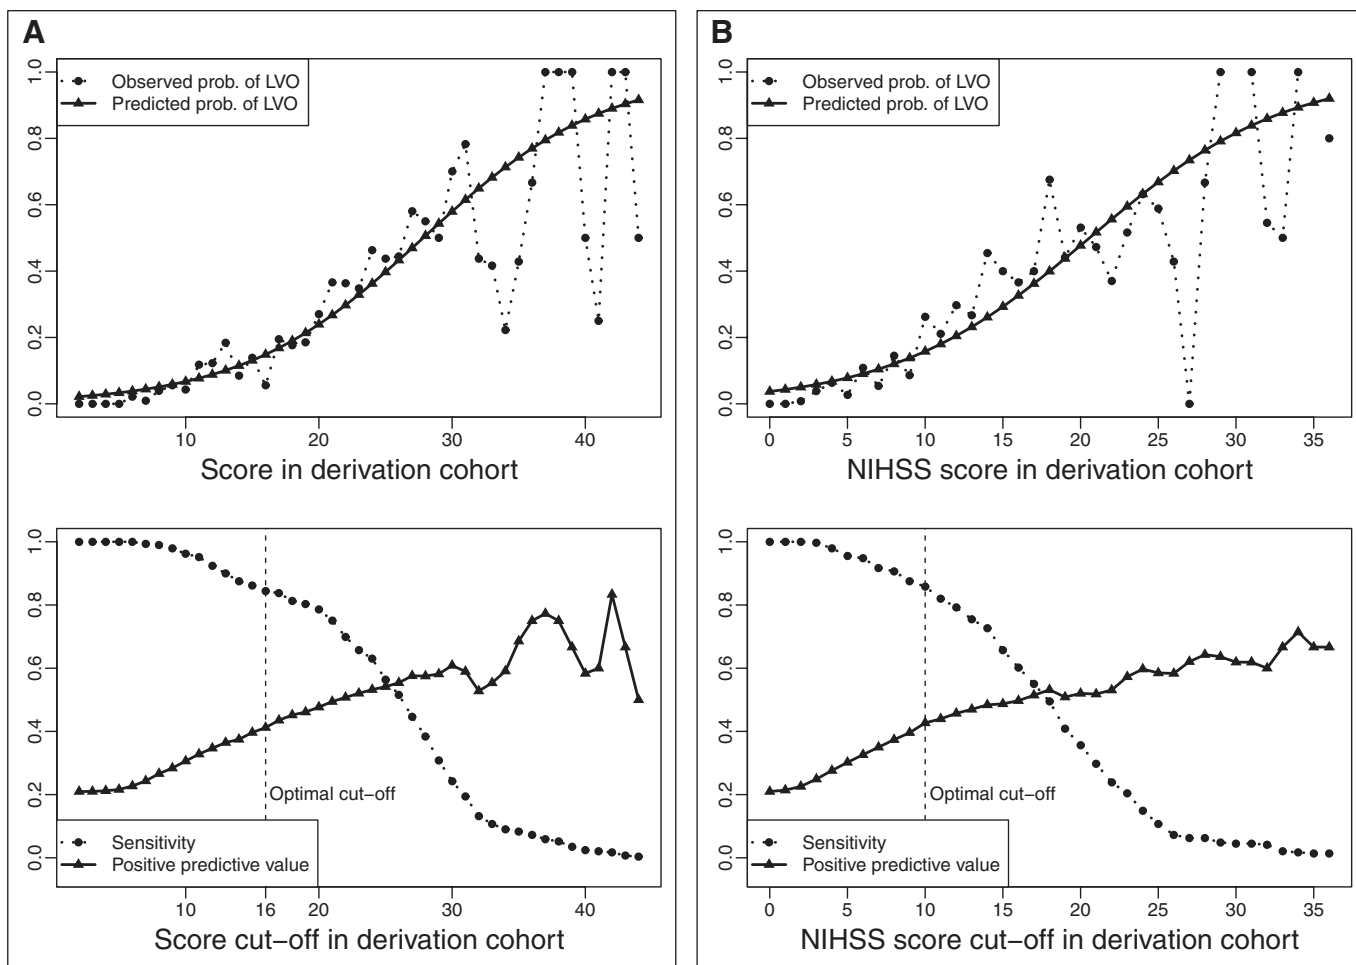 A
Observed prob. of LVO
Predicted prob. of LVO
1.0
0.8
0.6
0.4
0.2
0.0
10 20 30 40
Score in derivation cohort
1.0
0.8
0.6
0.4
0.2
0.0
Optimal cut−off
Sensitivity
Positive predictive value
10 16 20 30 40
Score cut−off in derivation cohort
B
Observed prob. of LVO
Predicted prob. of LVO
1.0
0.8
0.6
0.4
0.2
0.0
0 5 10 15 20 25 30 35
NIHSS score in derivation cohort
1.0
0.8
0.6
0.4
0.2
0.0
Optimal cut−off
Sensitivity
Positive predictive value
0 5 10 15 20 25 30 35
NIHSS score cut−off in derivation cohort